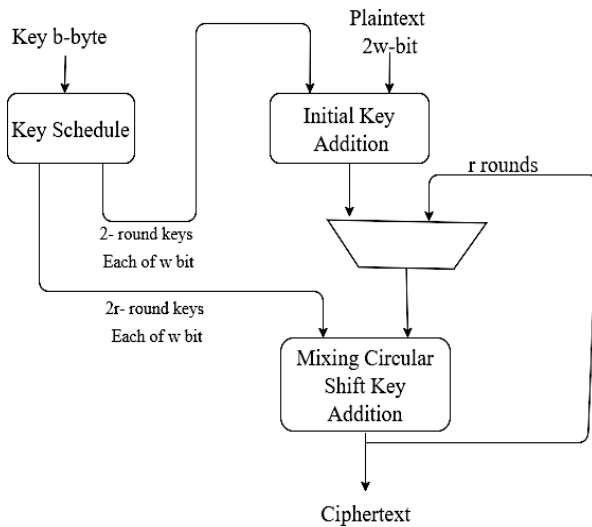 Key b-byte
Plaintext
2w-bit
Key Schedule
Initial Key
Addition
r rounds
2- round keys
Each of w bit
2r- round keys
Each of w bit
Mixing Circular
Shift Key
Addition
Ciphertext